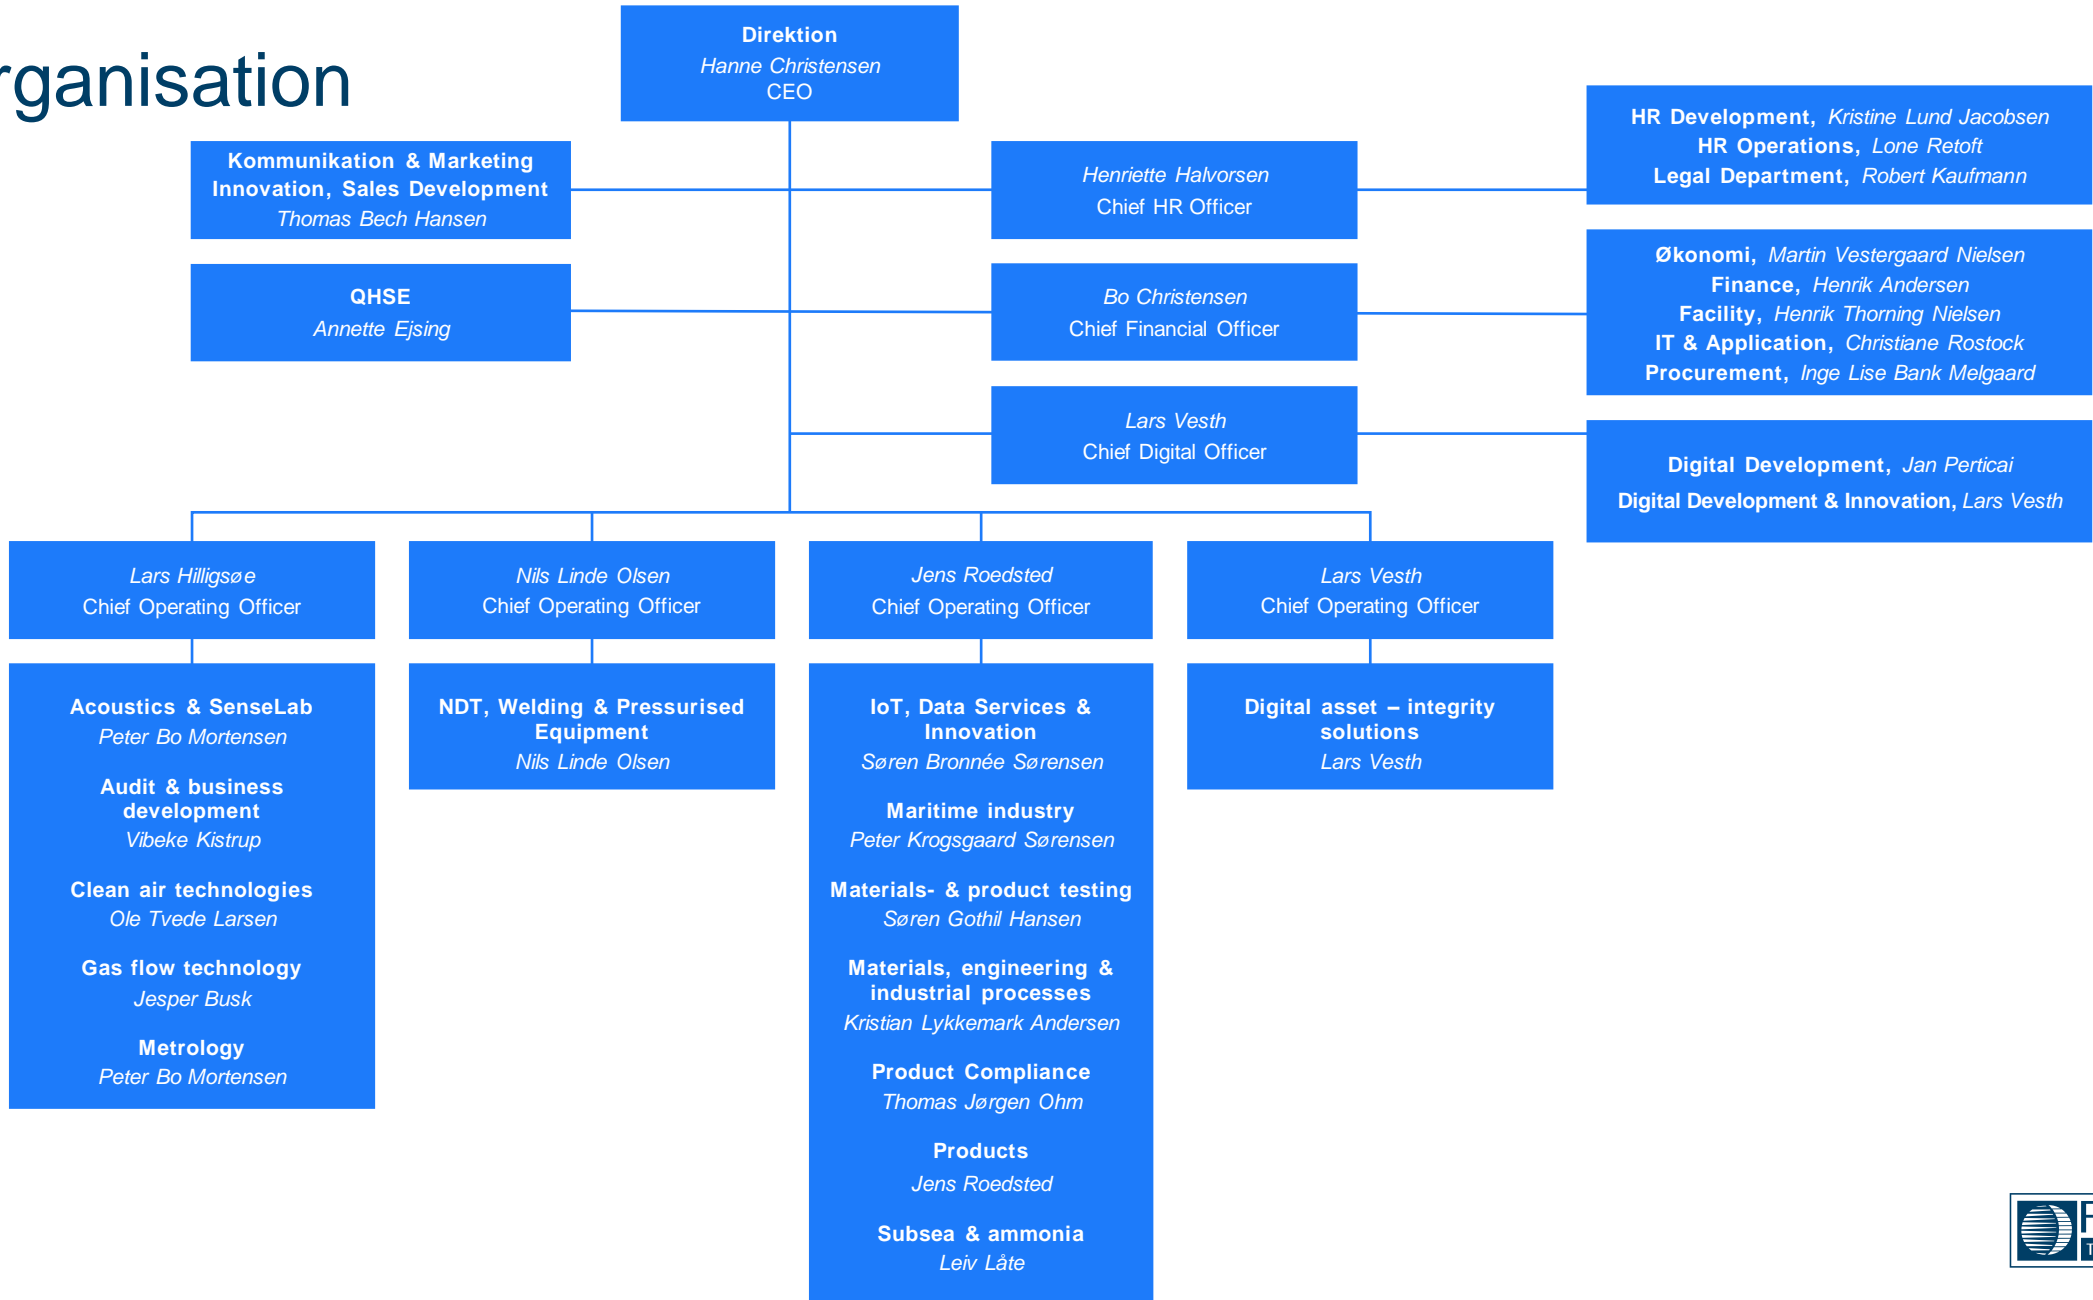 rganisation
Direktion
Hanne Christensen
CEO
Kommunikation & Marketing
Innovation, Sales Development
Thomas Bech Hansen
Henriette Halvorsen
Chief HR Officer
HR Development, Kristine Lund Jacobsen
HR Operations, Lone Retoft
Legal Department, Robert Kaufmann
QHSE
Annette Ejsing
Bo Christensen
Chief Financial Officer
Økonomi, Martin Vestergaard Nielsen
Finance, Henrik Andersen
Facility, Henrik Thorning Nielsen
IT & Application, Christiane Rostock
Procurement, Inge Lise Bank Melgaard
Lars Vesth
Chief Digital Officer
Digital Development, Jan Perticai
Digital Development & Innovation, Lars Vesth
Lars Hilligsøe
Chief Operating Officer
Nils Linde Olsen
Chief Operating Officer
Jens Roedsted
Chief Operating Officer
Lars Vesth
Chief Operating Officer
Acoustics & SenseLab
Peter Bo Mortensen
Audit & business
development
Vibeke Kistrup
Clean air technologies
Ole Tvede Larsen
Gas flow technology
Jesper Busk
Metrology
Peter Bo Mortensen
NDT, Welding & Pressurised
Equipment
Nils Linde Olsen
IoT, Data Services &
Innovation
Søren Bronnée Sørensen
Maritime industry
Peter Krogsgaard Sørensen
Materials- & product testing
Søren Gothil Hansen
Materials, engineering &
industrial processes
Kristian Lykkemark Andersen
Product Compliance
Thomas Jørgen Ohm
Products
Jens Roedsted
Subsea & ammonia
Leiv Låte
Digital asset – integrity
solutions
Lars Vesth